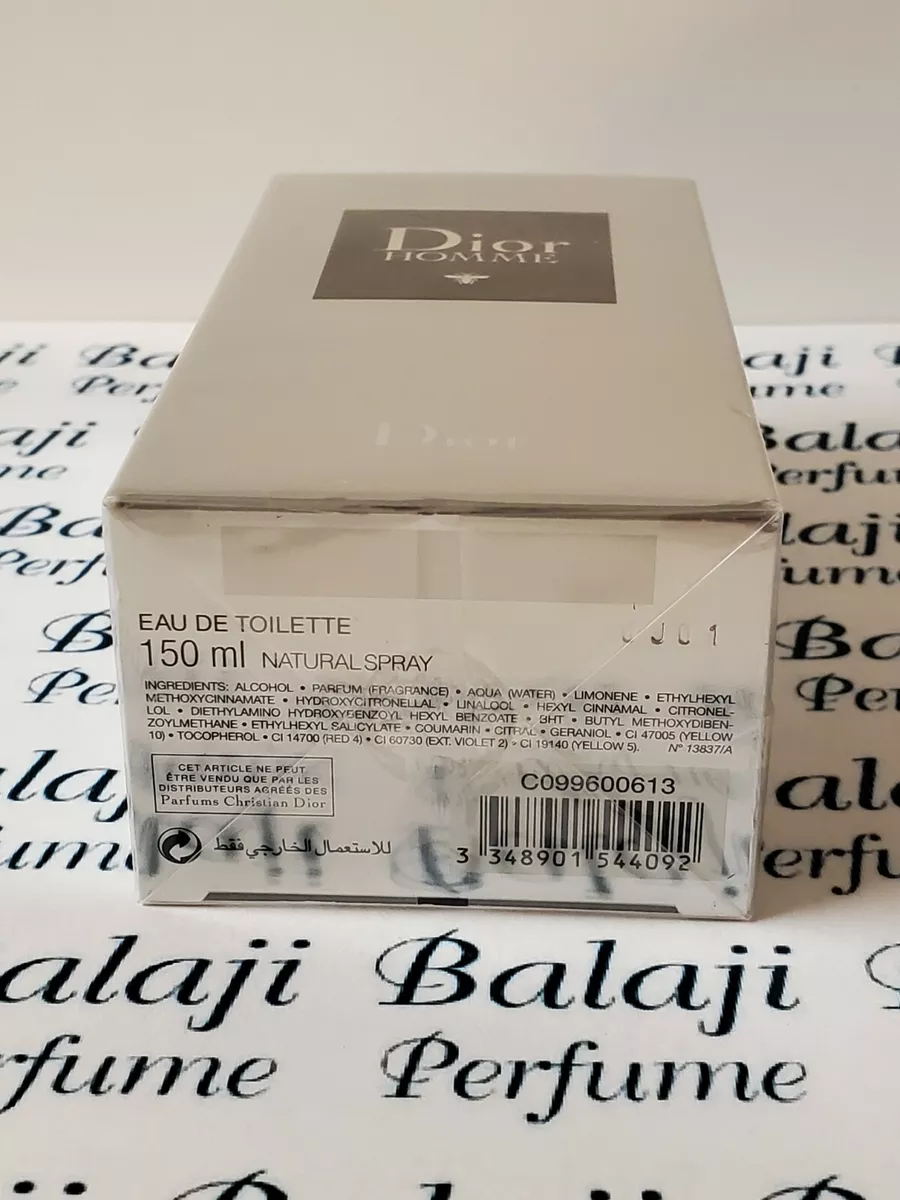 Dior
HOMME
Dior
EAU DE TOILETTE
150 ml NATURAL SPRAY
INGREDIENTS: ALCOHOL • PARFUM (FRAGRANCE) • AQUA (WATER) • LIMONENE • ETHYLHEXYL
METHOXYCINNAMATE • HYDROXYCITRONELLAL • LINALOOL • HEXYL CINNAMAL • CITRONEL-
LOL • DIETHYLAMINO HYDROXYBENZOYL HEXYL BENZOATE • BHT • BUTYL METHOXYDIBEN-
ZOYLMETHANE • ETHYLHEXYL SALICYLATE • COUMARIN • CITRAL • GERANIOL • CI 47005 (YELLOW
10) • TOCOPHEROL • CI 14700 (RED 4) • CI 60730 (EXT. VIOLET 2) • CI 19140 (YELLOW 5). N° 13837/A
CET ARTICLE NE PEUT
ÊTRE VENDU QUE PAR LES
DISTRIBUTEURS AGRÉÉS DES
Parfums Christian Dior
للاستعمال الخارجي فقط
C099600613
3 348901 544092
Balaji
Perfume